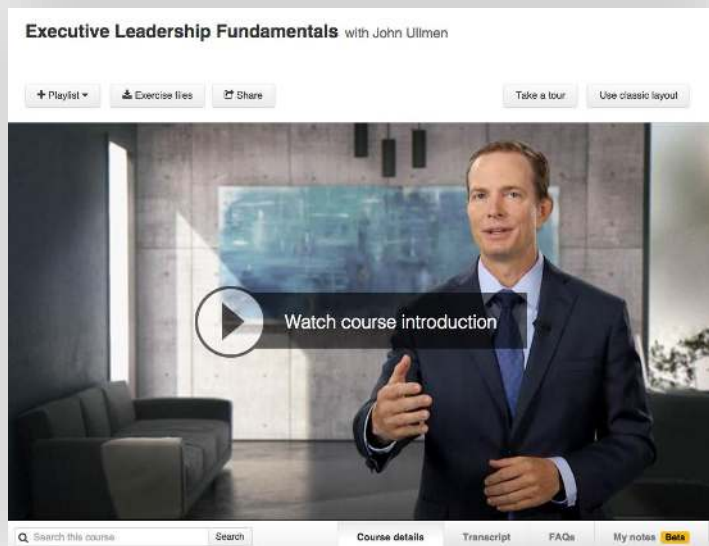 Executive Leadership Fundamentals with John Ullmen
+ Playlist Exercise files Share Take a tour Use classic layout
Watch course introduction
Search this course Search Course details Transcript FAQs My notes Beta